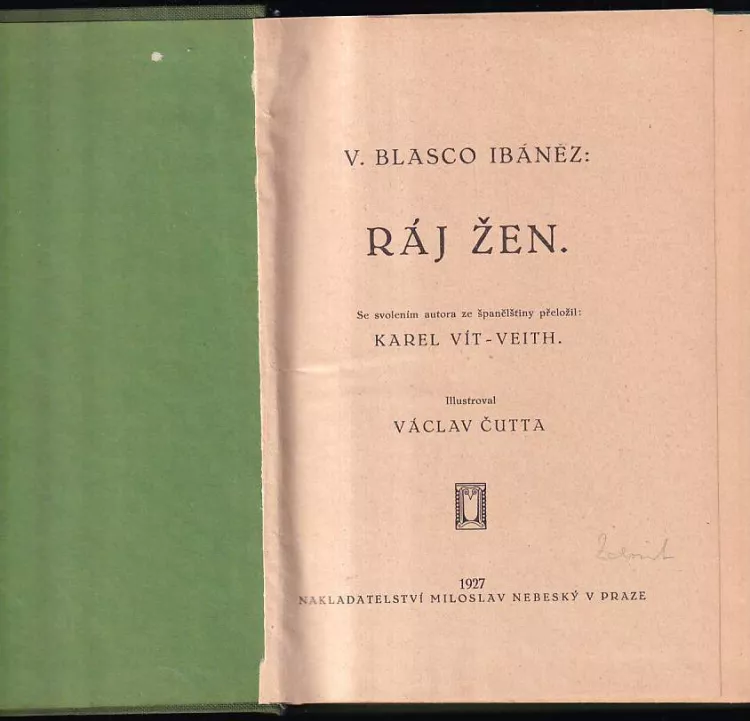 V. BLASCO IBÁNĚZ:
RÁJ ŽEN.
Se svolením autora ze španělštiny přeložil:
KAREL VÍT-VEITH.
Illustroval
VÁCLAV ČUTTA
1927
NAKLADATELSTVÍ MILOSLAV NEBESKÝ V PRAZE